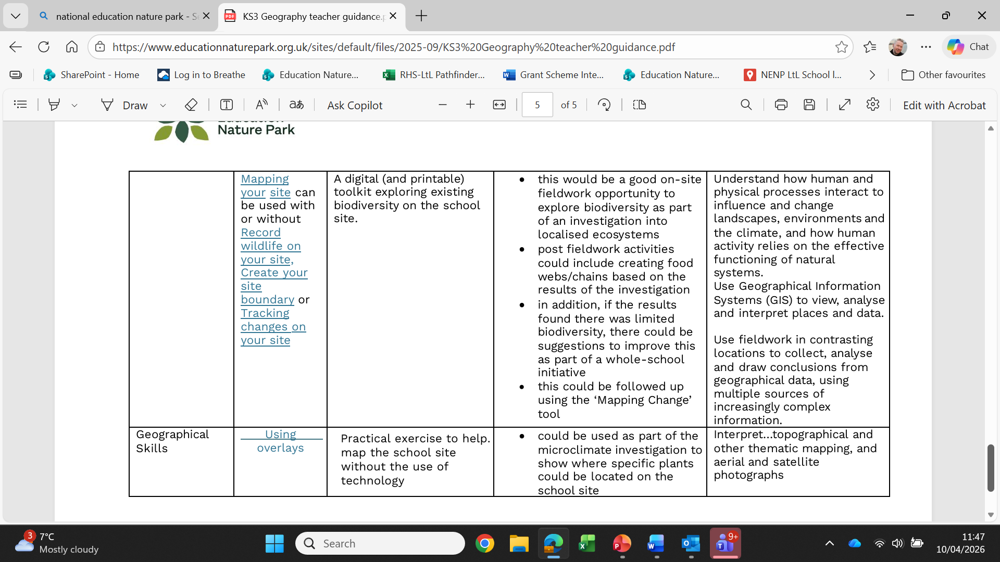 national education nature park - Se
KS3 Geography teacher guidance.p
https://www.educationnaturepark.org.uk/sites/default/files/2025-09/KS3%20Geography%20teacher%20guidance.pdf
Chat
SharePoint - Home
Log in to Breathe
Education Nature...
RHS-LtL Pathfinder...
Grant Scheme Inte...
Education Nature...
NENP LtL School I...
Other favourites
Draw
Ask Copilot
5
of 5
Edit with Acrobat
Education
Nature Park
Mapping
your site can
be used with
or without
Record
wildlife on
your site,
Create your
site
boundary or
Tracking
changes on
your site
A digital (and printable)
toolkit exploring existing
biodiversity on the school
site.
• this would be a good on-site
fieldwork opportunity to
explore biodiversity as part
of an investigation into
localised ecosystems
• post fieldwork activities
could include creating food
webs/chains based on the
results of the investigation
• in addition, if the results
found there was limited
biodiversity, there could be
suggestions to improve this
as part of a whole-school
initiative
• this could be followed up
using the ‘Mapping Change’
tool
Understand how human and
physical processes interact to
influence and change
landscapes, environments and
the climate, and how human
activity relies on the effective
functioning of natural
systems.
Use Geographical Information
Systems (GIS) to view, analyse
and interpret places and data.
Use fieldwork in contrasting
locations to collect, analyse
and draw conclusions from
geographical data, using
multiple sources of
increasingly complex
information.
Geographical
Skills
Using
overlays
Practical exercise to help.
map the school site
without the use of
technology
• could be used as part of the
microclimate investigation to
show where specific plants
could be located on the
school site
Interpret...topographical and
other thematic mapping, and
aerial and satellite
photographs
3
7°C
Mostly cloudy
Search
9+
11:47
10/04/2026